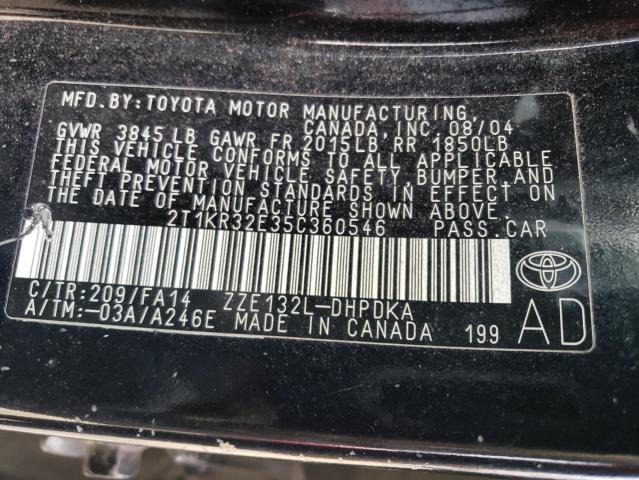 MFD.BY:TOYOTA MOTOR MANUFACTURING,
CANADA, INC. 08/04
GVWR 3845LB GAWR FR 2015LB RR 1850LB
THIS VEHICLE CONFORMS TO ALL APPLICABLE
FEDERAL MOTOR VEHICLE SAFETY, BUMPER AND
THEFT PREVENTION STANDARDS IN EFFECT ON
THE DATE OF MANUFACTURE SHOWN ABOVE.
2T1KR32E35C360546 PASS.CAR
C/TR:209/FA14 ZZE132L-DHPDKA
A/TM:-03A/A246E MADE IN CANADA 199
AD